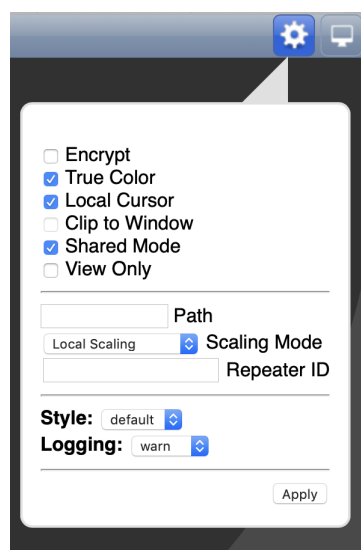 Encrypt
True Color
Local Cursor
Clip to Window
Shared Mode
View Only
Path
Local Scaling Scaling Mode
Repeater ID
Style: default
Logging: warn
Apply